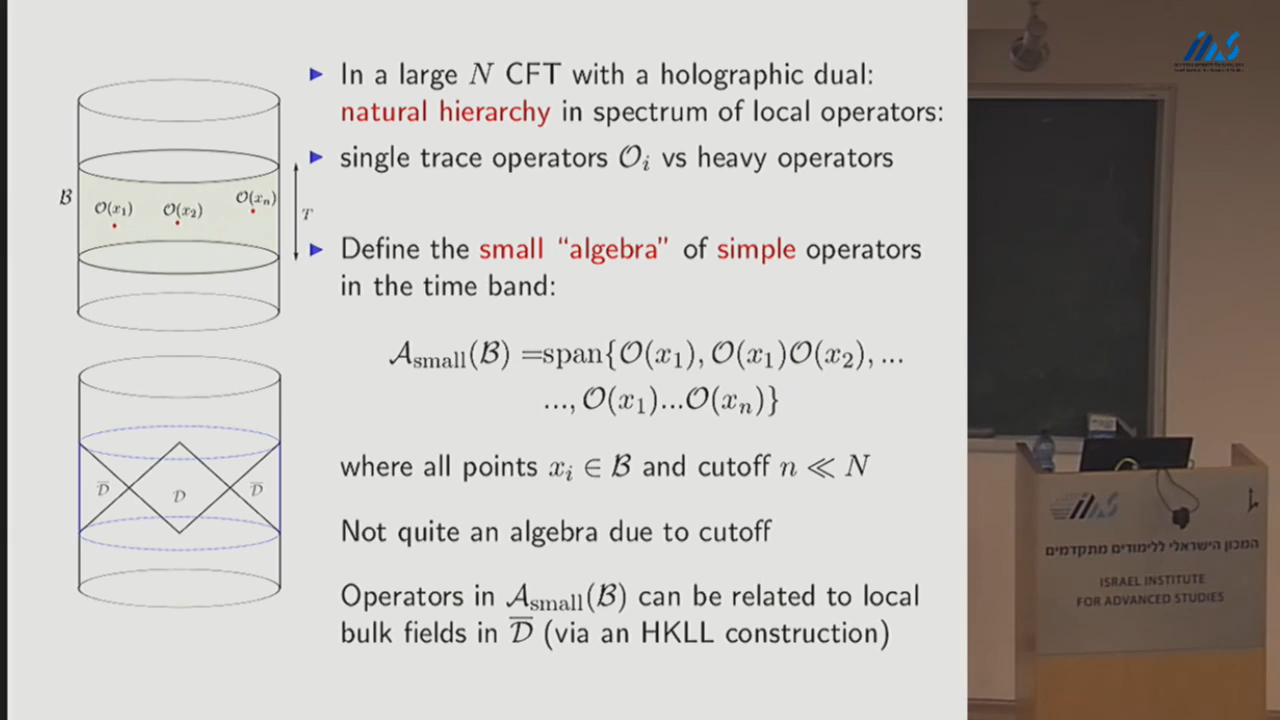 ▶ In a large N CFT with a holographic dual:
natural hierarchy in spectrum of local operators:
▶ single trace operators 𝒪ᵢ vs heavy operators
▶ Define the small “algebra” of simple operators
in the time band:
𝒜small(ℬ) =span{𝒪(x₁), 𝒪(x₁)𝒪(x₂), ...
..., 𝒪(x₁)...𝒪(xₙ)}
where all points xᵢ ∈ ℬ and cutoff n ≪ N
Not quite an algebra due to cutoff
Operators in 𝒜small(ℬ) can be related to local
bulk fields in 𝒟̅ (via an HKLL construction)
ℬ
𝒪(x₁)
𝒪(x₂)
𝒪(xₙ)
T
𝒟̅
𝒟
𝒟̅
המכון הישראלי ללימודים מתקדמים
ISRAEL INSTITUTE
FOR ADVANCED STUDIES